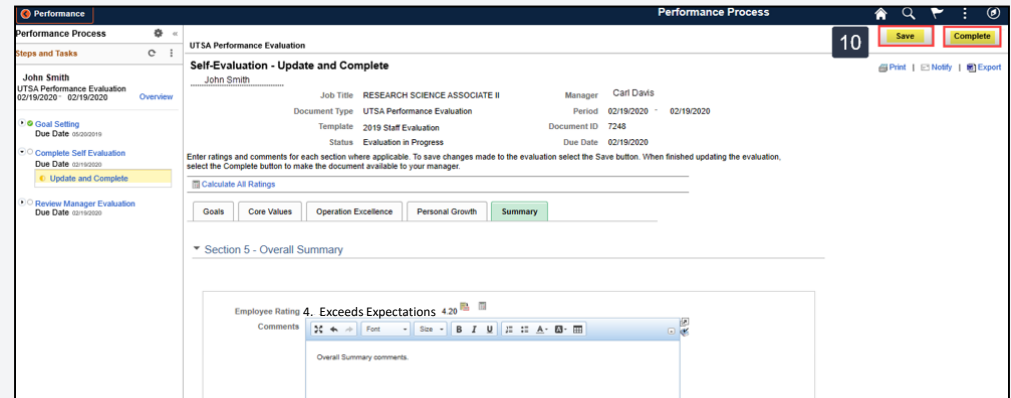 Performance
Performance Process
Performance Process
Steps and Tasks
John Smith
UTSA Performance Evaluation
02/19/2020 - 02/19/2020
Overview
Goal Setting
Due Date 05/20/2019
Complete Self Evaluation
Due Date 02/19/2020
Update and Complete
Review Manager Evaluation
Due Date 02/19/2020
10
Save
Complete
UTSA Performance Evaluation
Print | Notify | Export
Self-Evaluation - Update and Complete
John Smith
Job Title RESEARCH SCIENCE ASSOCIATE II Manager Carl Davis
Document Type UTSA Performance Evaluation Period 02/19/2020 - 02/19/2020
Template 2019 Staff Evaluation Document ID 7248
Status Evaluation in Progress Due Date 02/19/2020
Enter ratings and comments for each section where applicable. To save changes made to the evaluation select the Save button. When finished updating the evaluation,
select the Complete button to make the document available to your manager.
Calculate All Ratings
Goals Core Values Operation Excellence Personal Growth Summary
Section 5 - Overall Summary
Employee Rating 4. Exceeds Expectations 4.20
Comments
Font Size B I U A
Overall Summary comments.